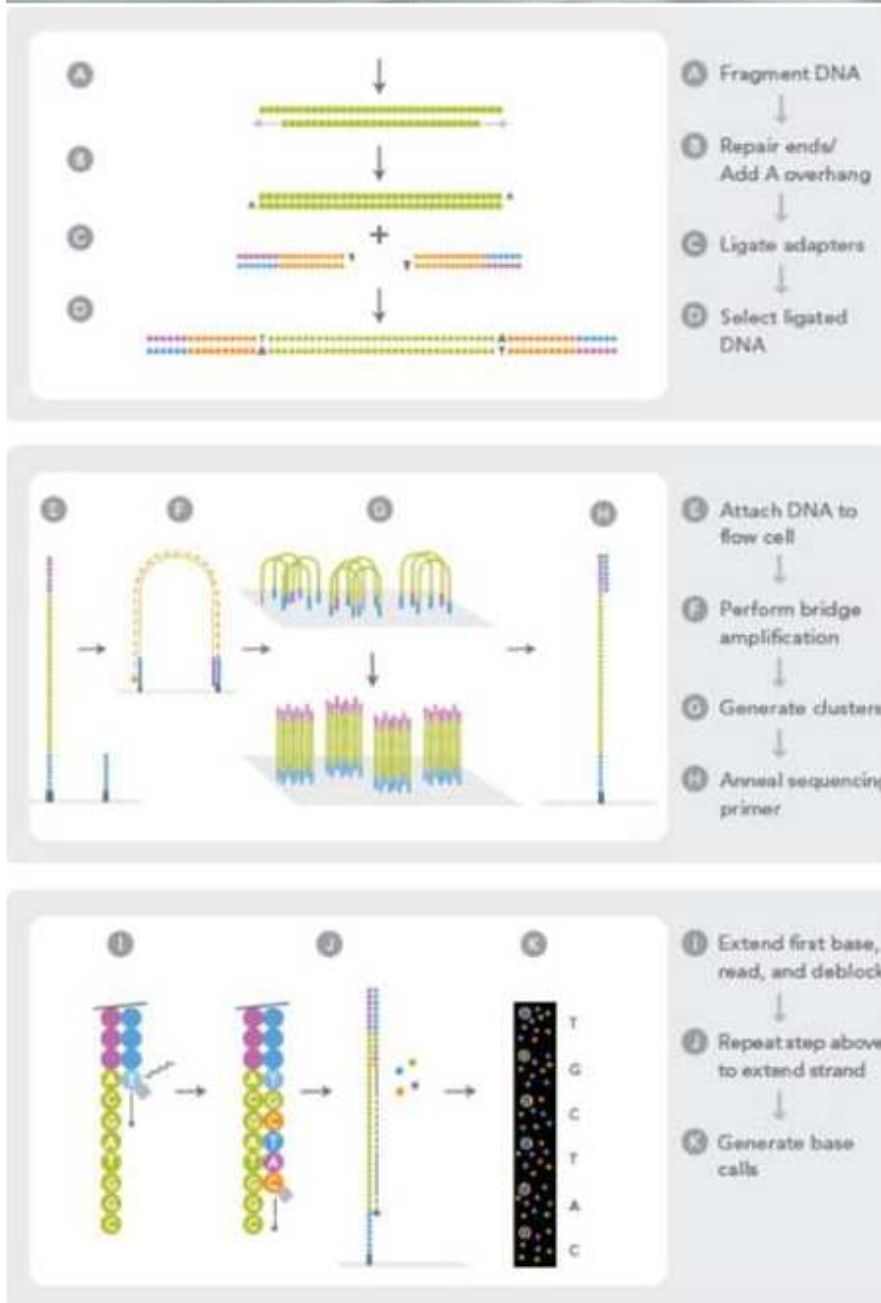 A
B
C
D
A Fragment DNA
B Repair ends/
Add A overhang
C Ligate adapters
D Select ligated
DNA
A
A
T
T
T
A
A
T
E
F
G
H
E Attach DNA to
flow cell
F Perform bridge
amplification
G Generate clusters
H Anneal sequencing
primer
I
J
K
I Extend first base,
read, and deblock
J Repeat step above
to extend strand
K Generate base
calls
T
G
C
T
A
C